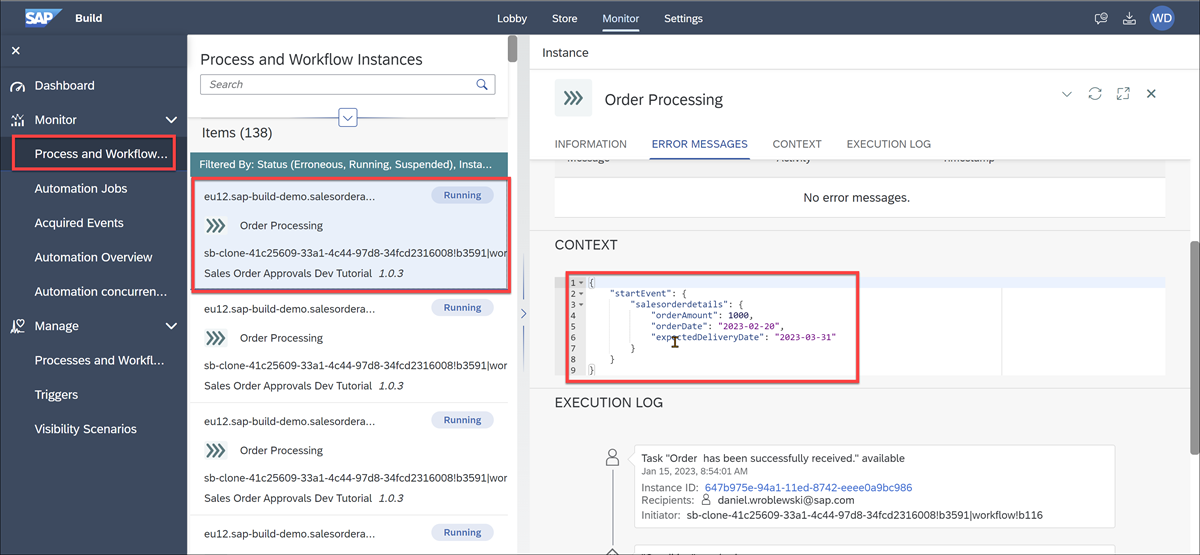 SAP Build
Lobby Store Monitor Settings
WD
Dashboard
Monitor
Process and Workflow...
Automation Jobs
Acquired Events
Automation Overview
Automation concurren...
Manage
Processes and Workfl...
Triggers
Visibility Scenarios
Process and Workflow Instances
Search
Items (138)
Filtered By: Status (Erroneous, Running, Suspended), Insta...
eu12.sap-build-demo.salesordera... Running
Order Processing
sb-clone-41c25609-33a1-4c44-97d8-34fcd2316008!b3591|wor
Sales Order Approvals Dev Tutorial 1.0.3
eu12.sap-build-demo.salesordera... Running
Order Processing
sb-clone-41c25609-33a1-4c44-97d8-34fcd2316008!b3591|wor
Sales Order Approvals Dev Tutorial 1.0.3
eu12.sap-build-demo.salesordera... Running
Order Processing
sb-clone-41c25609-33a1-4c44-97d8-34fcd2316008!b3591|wor
Sales Order Approvals Dev Tutorial 1.0.3
eu12.sap-build-demo.salesordera... Running
Instance
Order Processing
INFORMATION ERROR MESSAGES CONTEXT EXECUTION LOG
Message Activity Timestamp
No error messages.
CONTEXT
1 {
2 "startEvent": {
3 "salesorderdetails": {
4 "orderAmount": 1000,
5 "orderDate": "2023-02-20",
6 "expectedDeliveryDate": "2023-03-31"
7 }
8 }
9 }
EXECUTION LOG
Task "Order has been successfully received." available
Jan 15, 2023, 8:54:01 AM
Instance ID: 647b975e-94a1-11ed-8742-eeee0a9bc986
Recipients: daniel.wroblewski@sap.com
Initiator: sb-clone-41c25609-33a1-4c44-97d8-34fcd2316008!b3591|workflow!b116